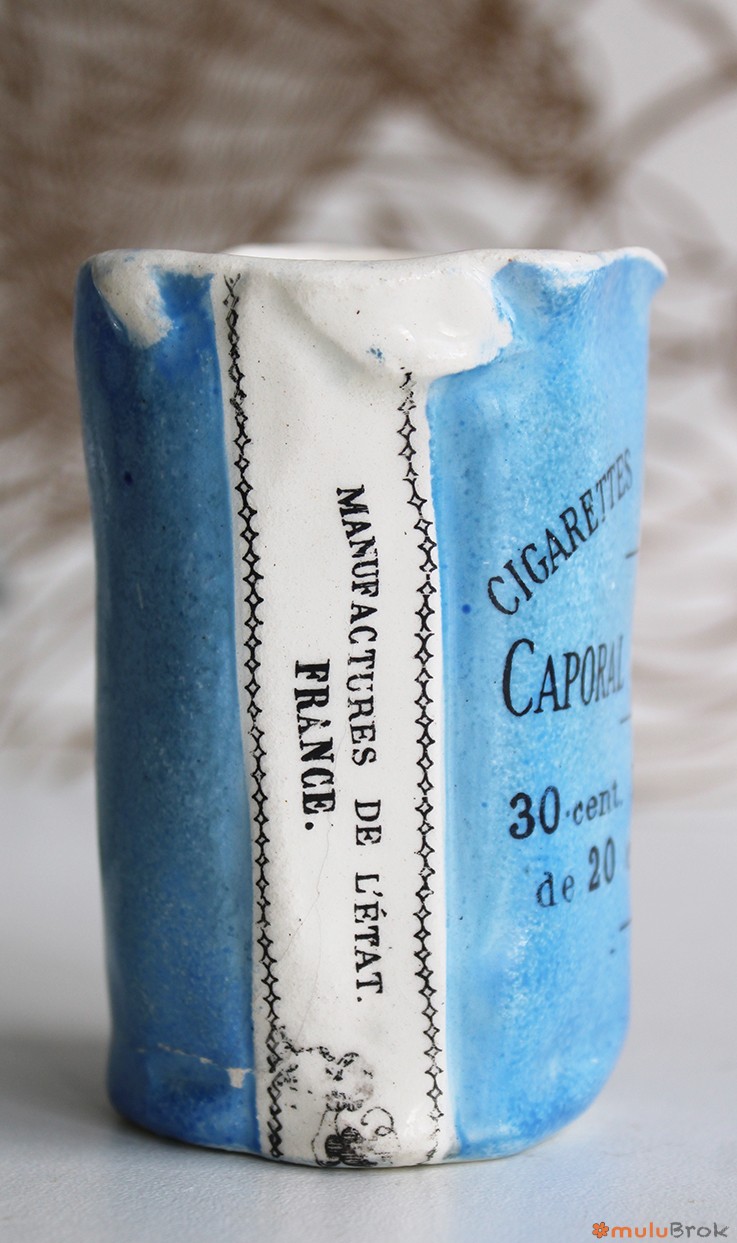 MANUFACTURES DE L'ÉTAT.
FRANCE.
CIGARETTES
CAPORAL
30 cent.
de 20
muluBrok